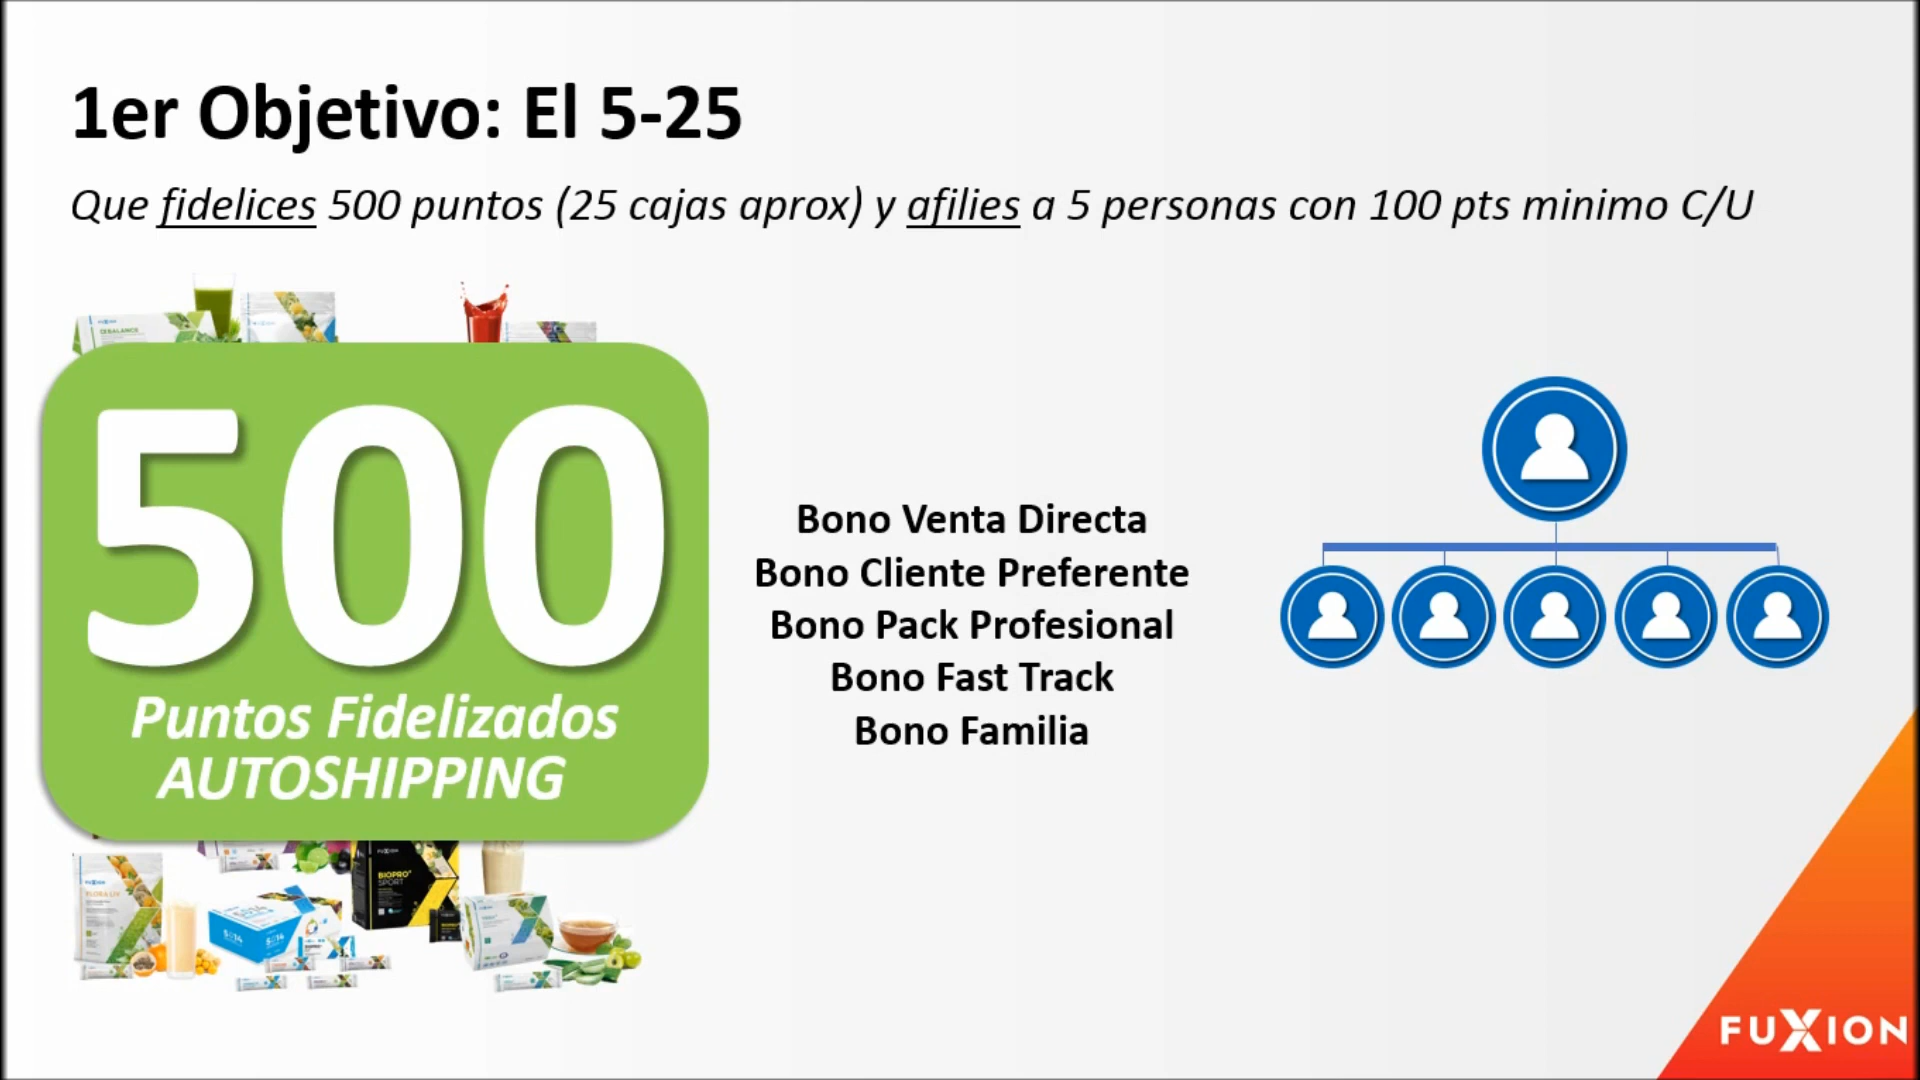 1er Objetivo: El 5-25
Que fidelices 500 puntos (25 cajas aprox) y afilies a 5 personas con 100 pts minimo C/U
500
Puntos Fidelizados
AUTOSHIPPING
Bono Venta Directa
Bono Cliente Preferente
Bono Pack Profesional
Bono Fast Track
Bono Familia
BIOPRO+
SPORT
FUXION